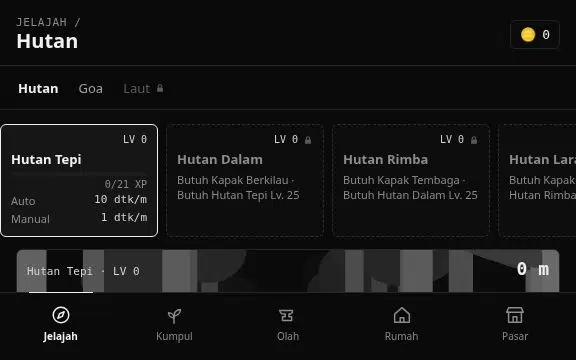 JELAJAH /
Hutan
0
Hutan Goa Laut
LV 0
Hutan Tepi
0/21 XP
Auto 10 dtk/m
Manual 1 dtk/m
LV 0
Hutan Dalam
Butuh Kapak Berkilau ·
Butuh Hutan Tepi Lv. 25
LV 0
Hutan Rimba
Butuh Kapak Tembaga ·
Butuh Hutan Dalam Lv. 25
Hutan Lara
Butuh Kapak
Hutan Rimba
Hutan Tepi · LV 0
0 m
Jelajah Kumpul Olah Rumah Pasar